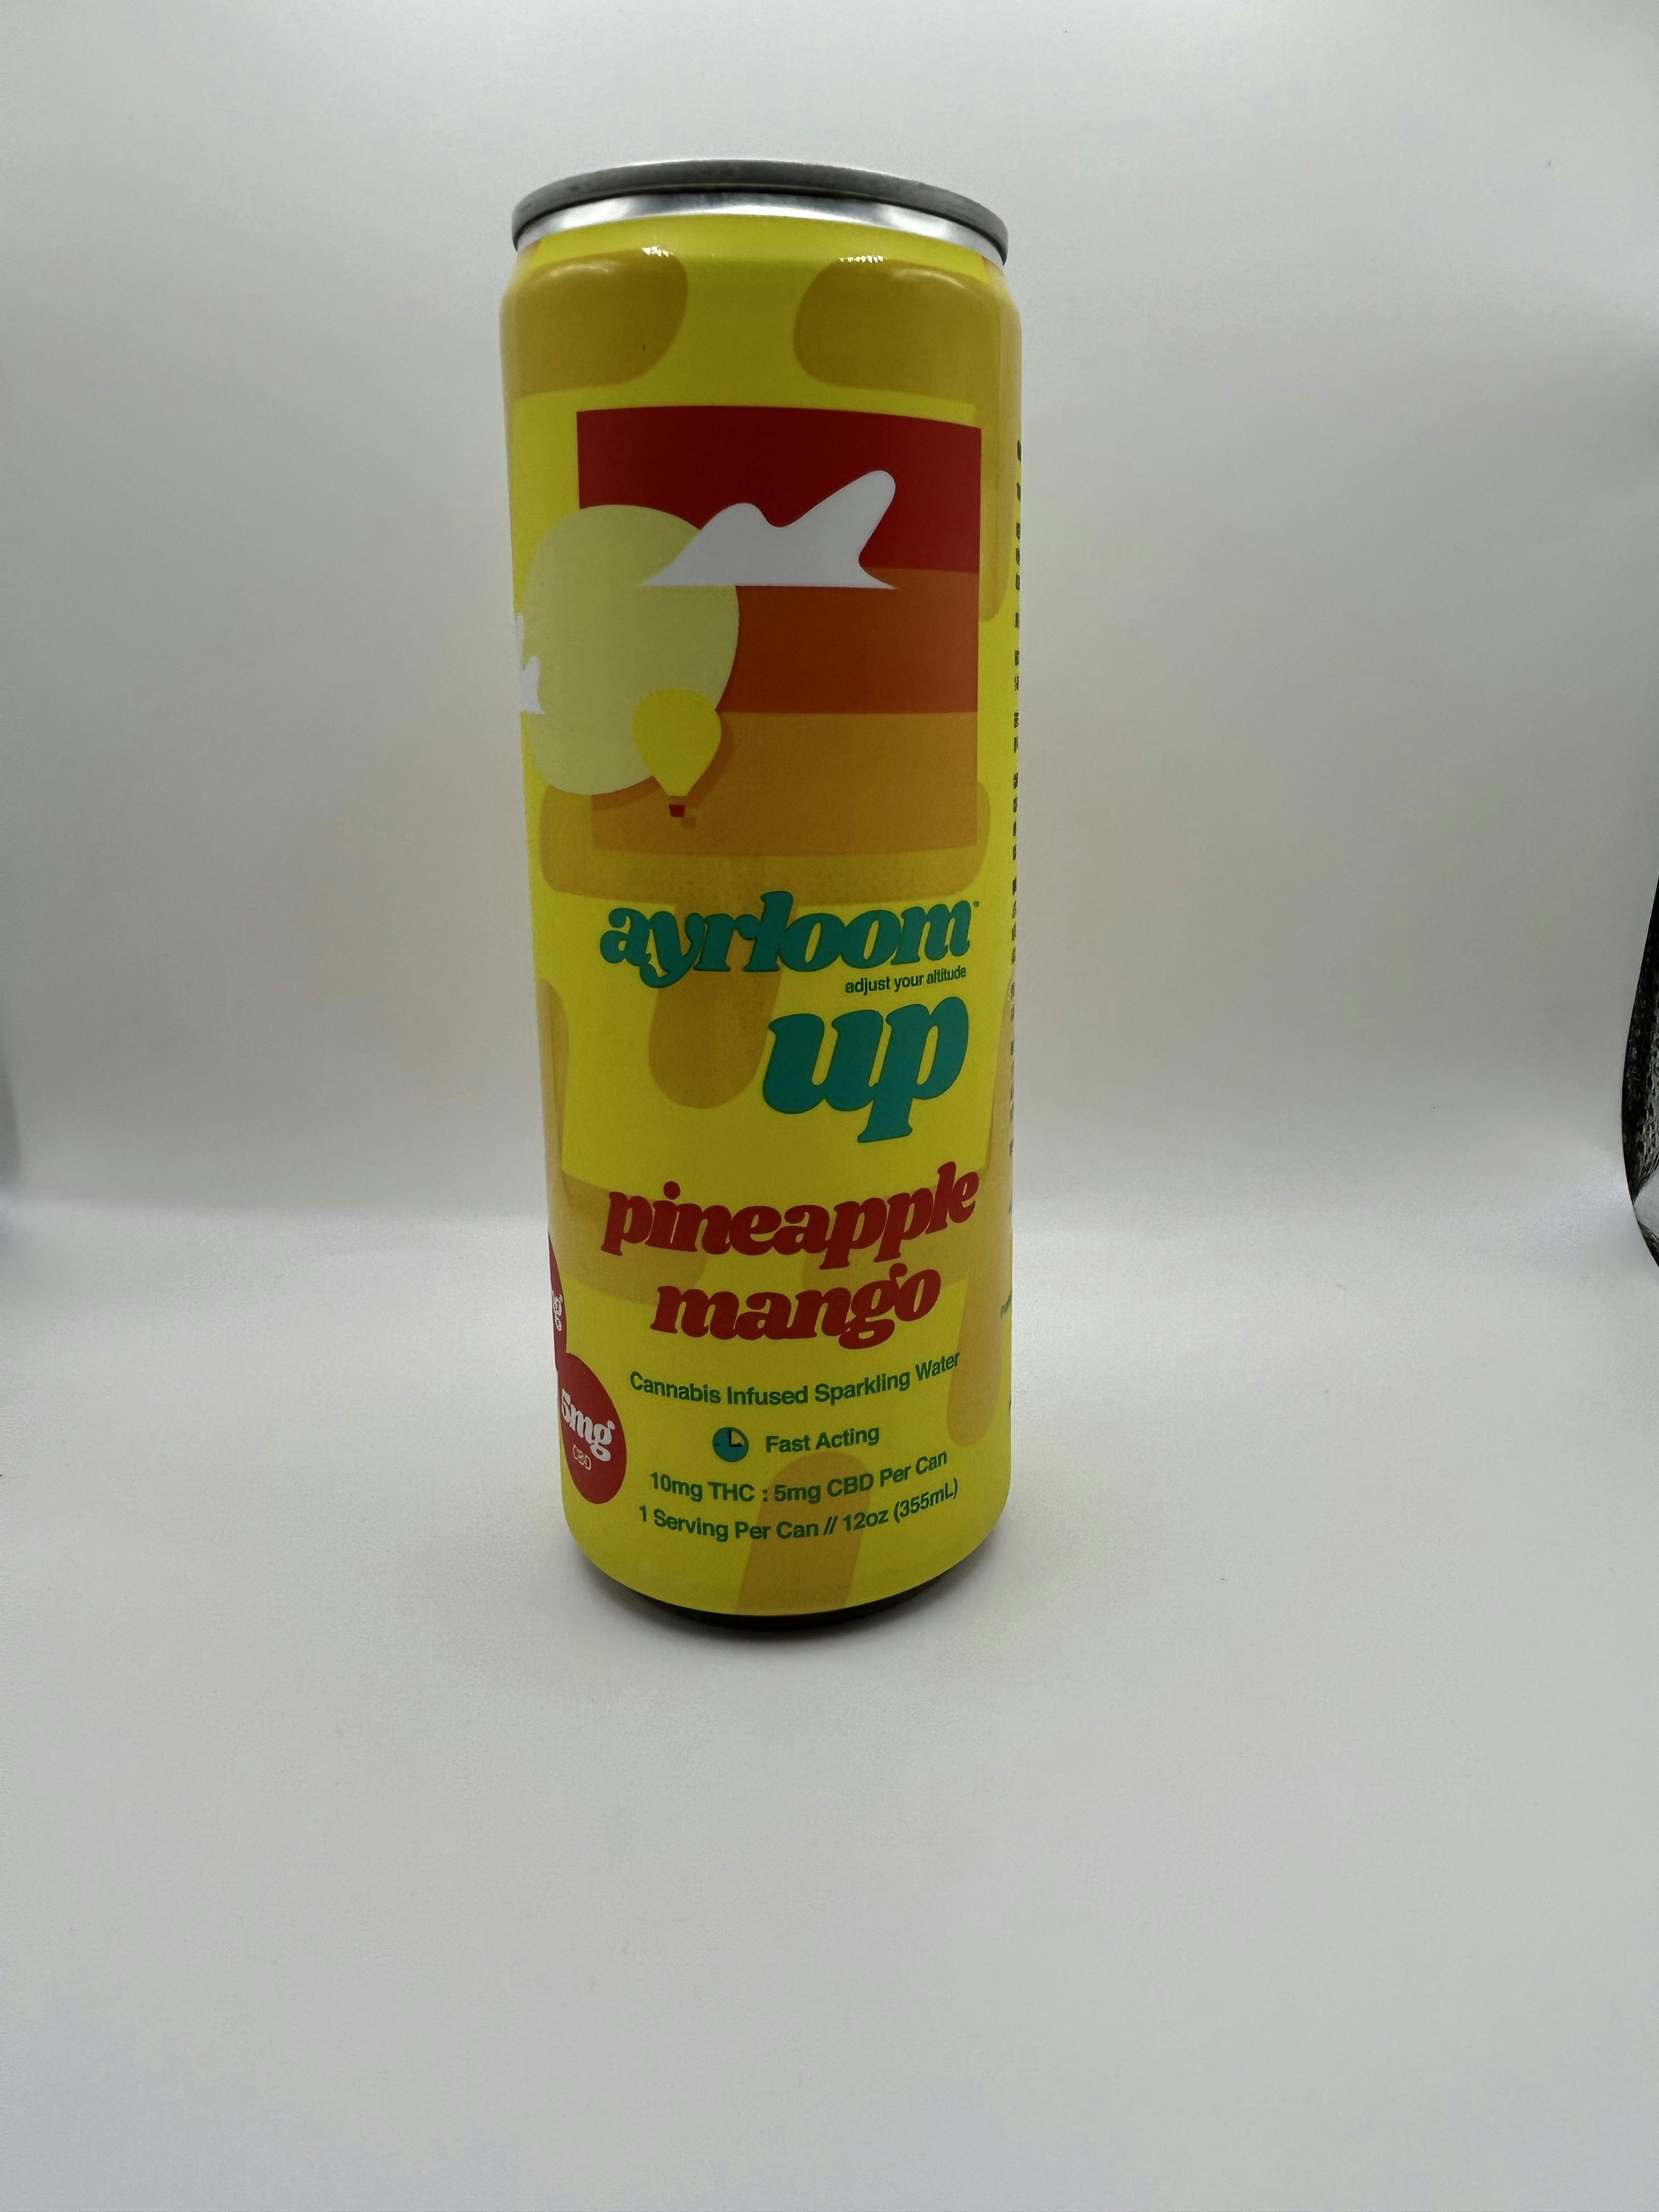 ayrloom™
adjust your altitude
up
pineapple
mango
Cannabis Infused Sparkling Water
Fast Acting
10mg THC : 5mg CBD Per Can
1 Serving Per Can // 12oz (355mL)
5mg
CBD